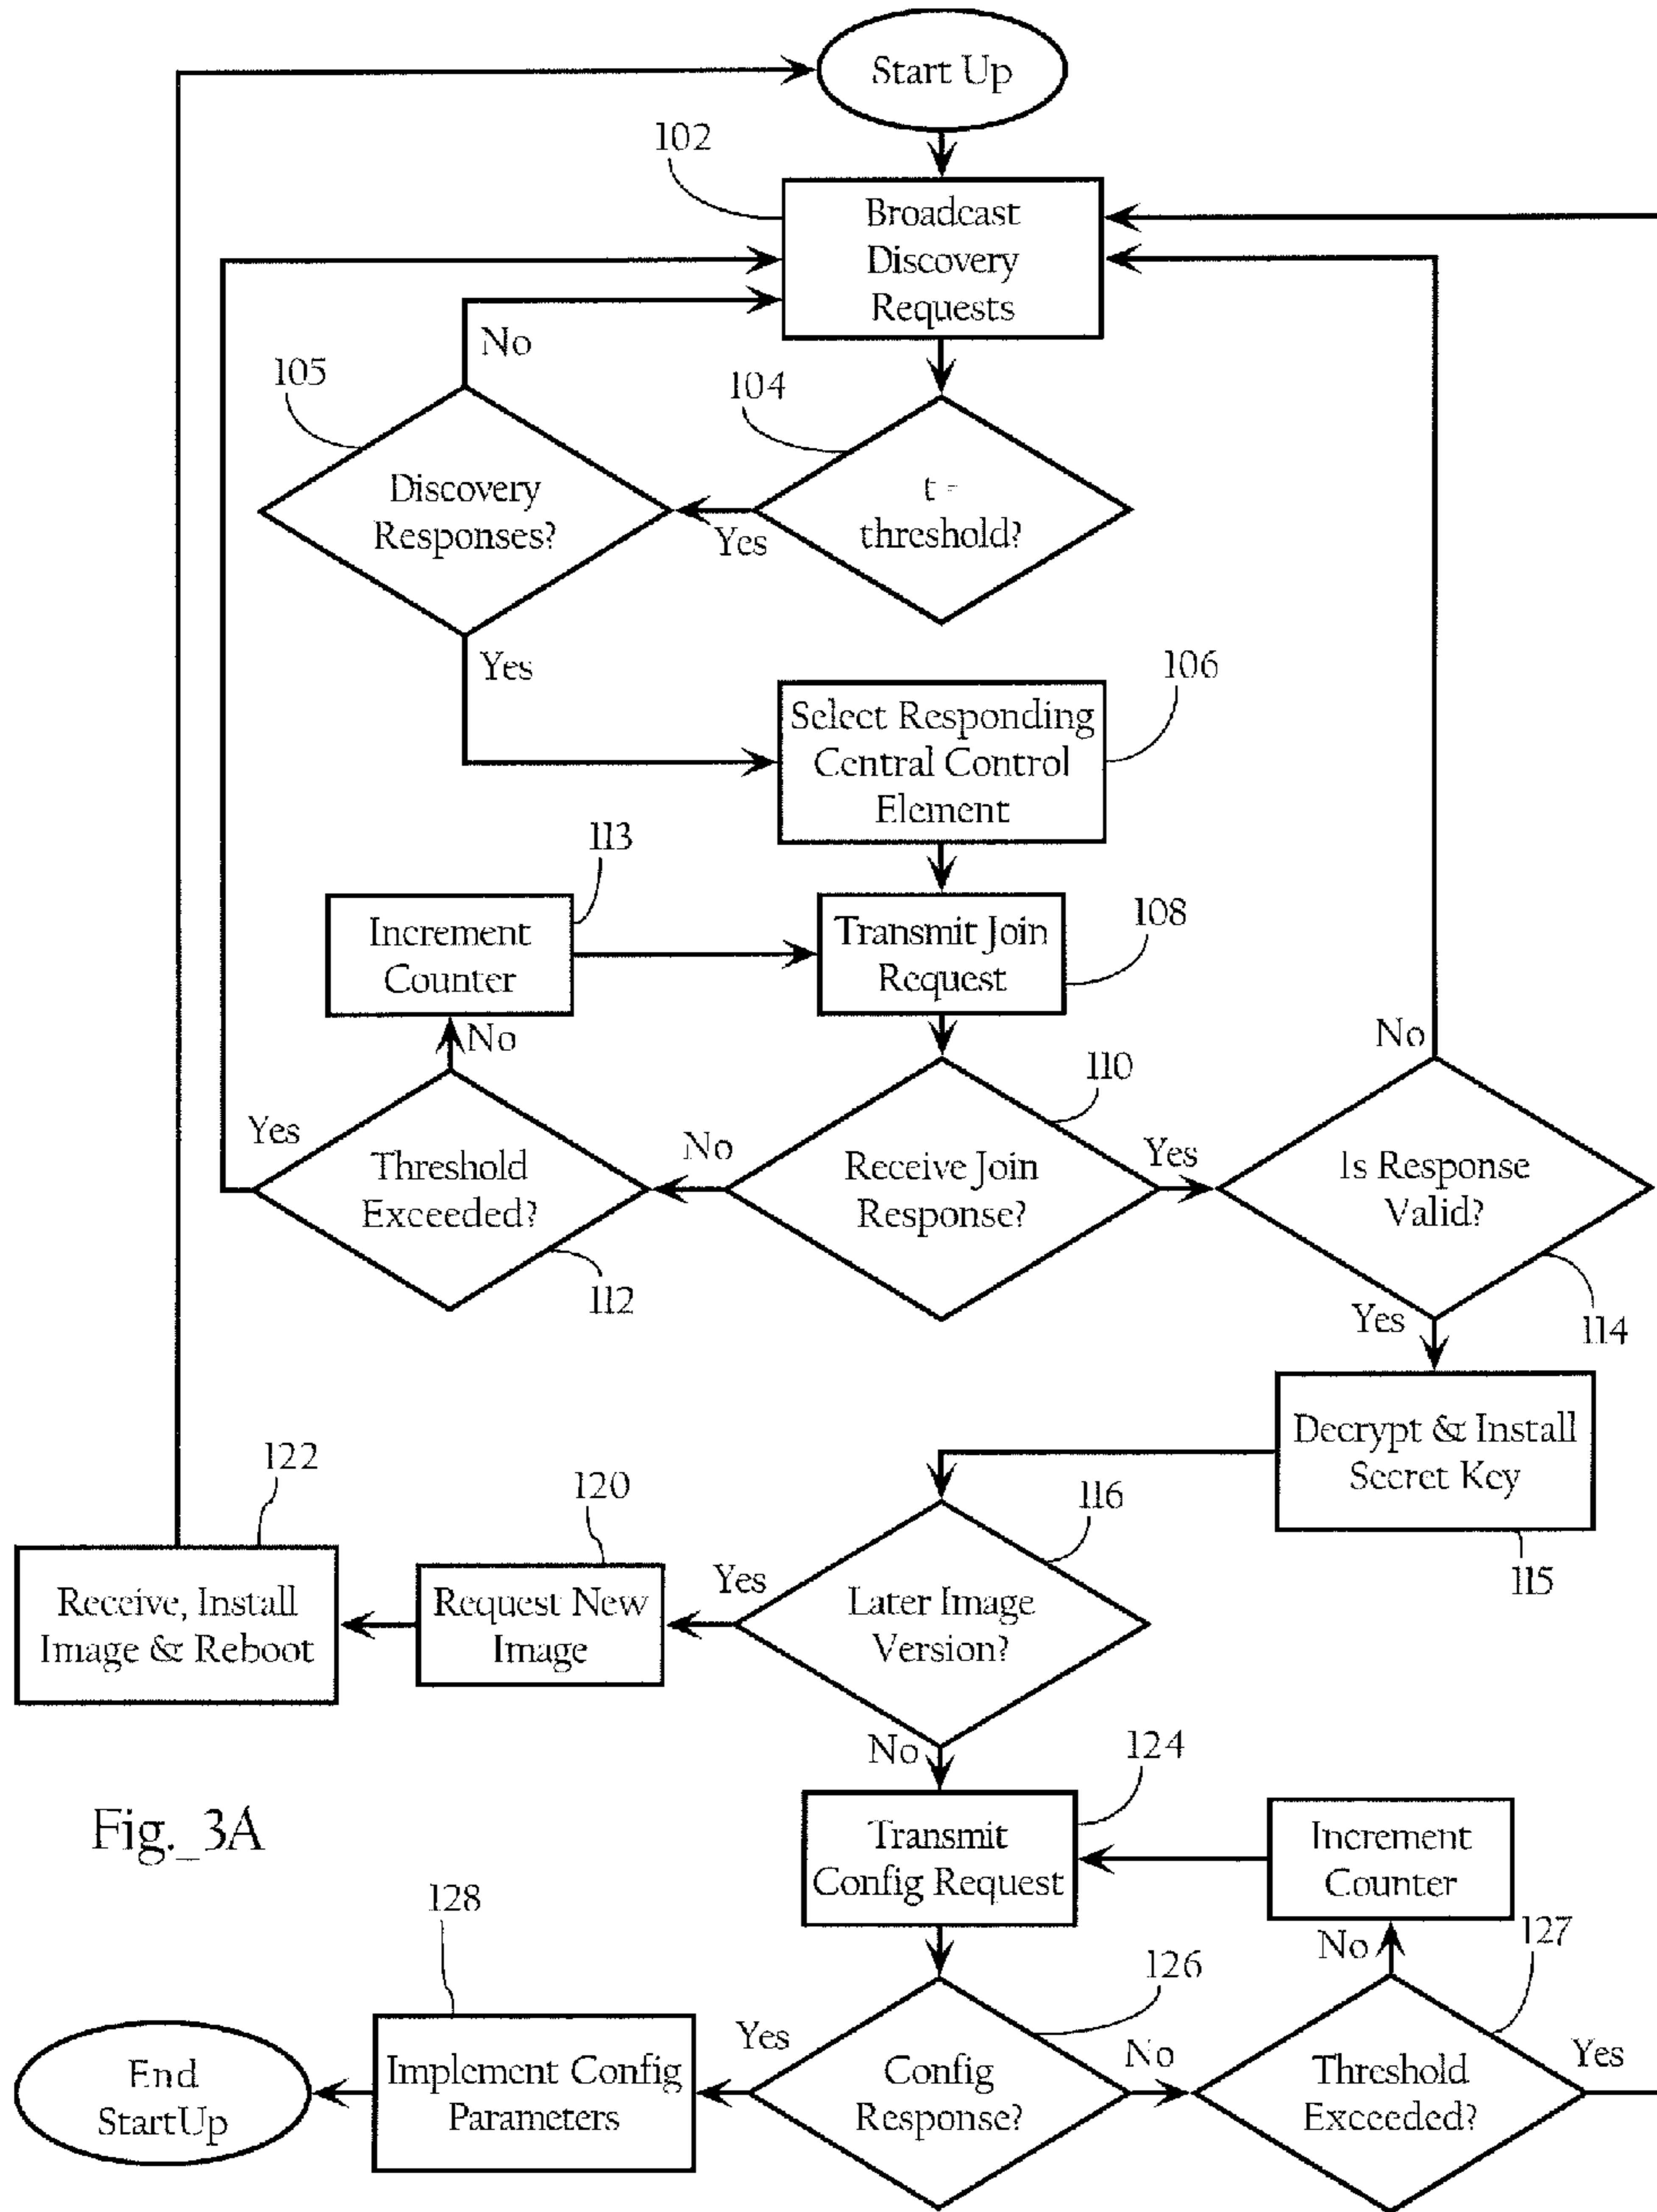 Start Up
102
Broadcast
Discovery
Requests
No
105
104
Discovery
Responses?
Yes
t =
threshold?
Yes
106
Select Responding
Central Control
Element
113
Increment
Counter
108
Transmit Join
Request
No
No
110
Yes
Threshold
Exceeded?
No
Receive Join
Response?
Yes
Is Response
Valid?
112
Yes
114
Decrypt & Install
Secret Key
115
122
120
116
Receive, Install
Image & Reboot
Request New
Image
Yes
Later Image
Version?
No
124
Fig._3A
Transmit
Config Request
Increment
Counter
128
No
127
126
End
StartUp
Implement Config
Parameters
Yes
Config
Response?
No
Threshold
Exceeded?
Yes